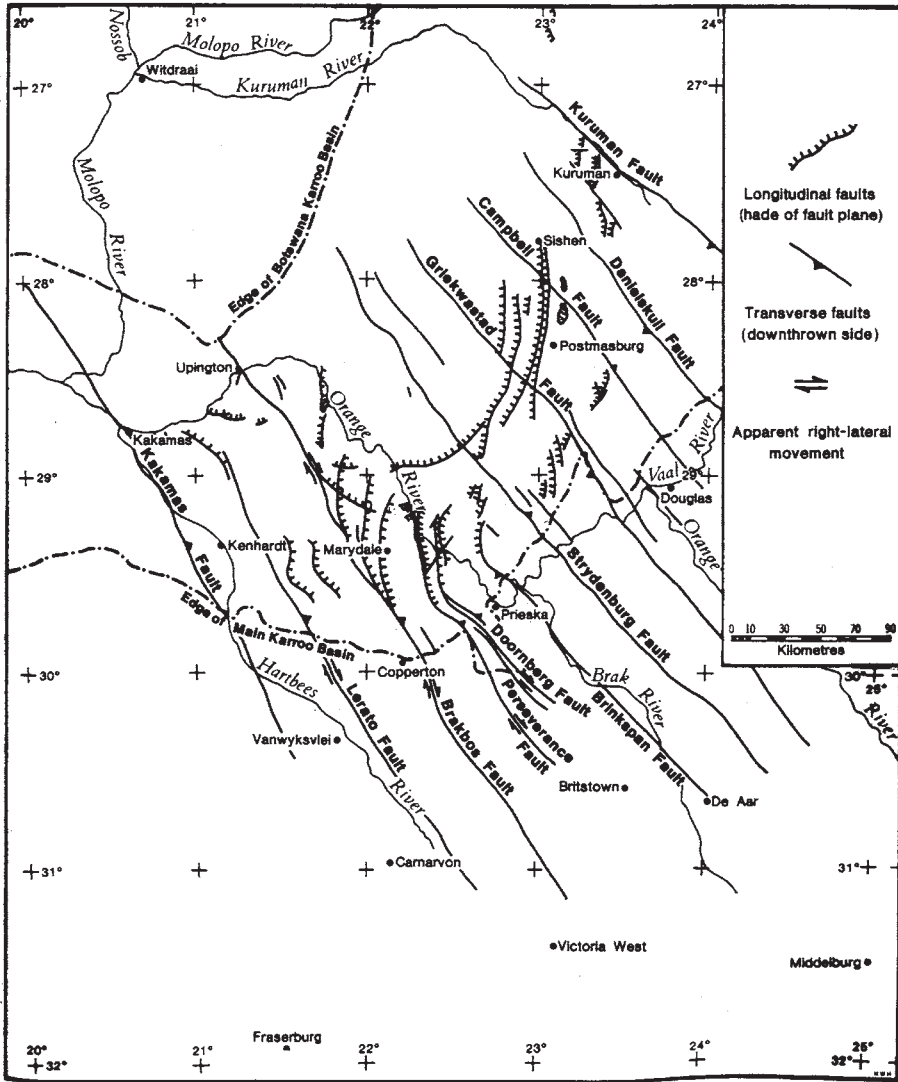 20°
21°
22°
23°
24°
Nossob
Molopo River
Witdraai
Kuruman River
27°
27°
Molopo River
Edge of Botswana Karroo Basin
Kuruman Fault
Kuruman
Longitudinal faults
(hade of fault plane)
Campbell Fault
Sishen
Griekwastad Fault
Danielskuil Fault
28°
28°
Transverse faults
(downthrown side)
Postmasburg
Upington
Orange River
Apparent right-lateral
movement
Kakamas
Kakamas Fault
29°
29°
Vaal River
Douglas
Orange
Kenhardt
Marydale
Strydenburg Fault
Edge of Main Karroo Basin
Prieska
0 10 30 50 70 90
Kilometres
Doornberg Fault
30°
30°
25°
Copperton
Hartbees River
Brak River
Lerato Fault
Brakbos Fault
Perseverance Fault
Brinkspan Fault
River
Vanwyksvlei
Britstown
De Aar
31°
31°
Carnarvon
Victoria West
Middelburg
Fraserburg
20°
21°
22°
23°
24°
25°
32°
32°